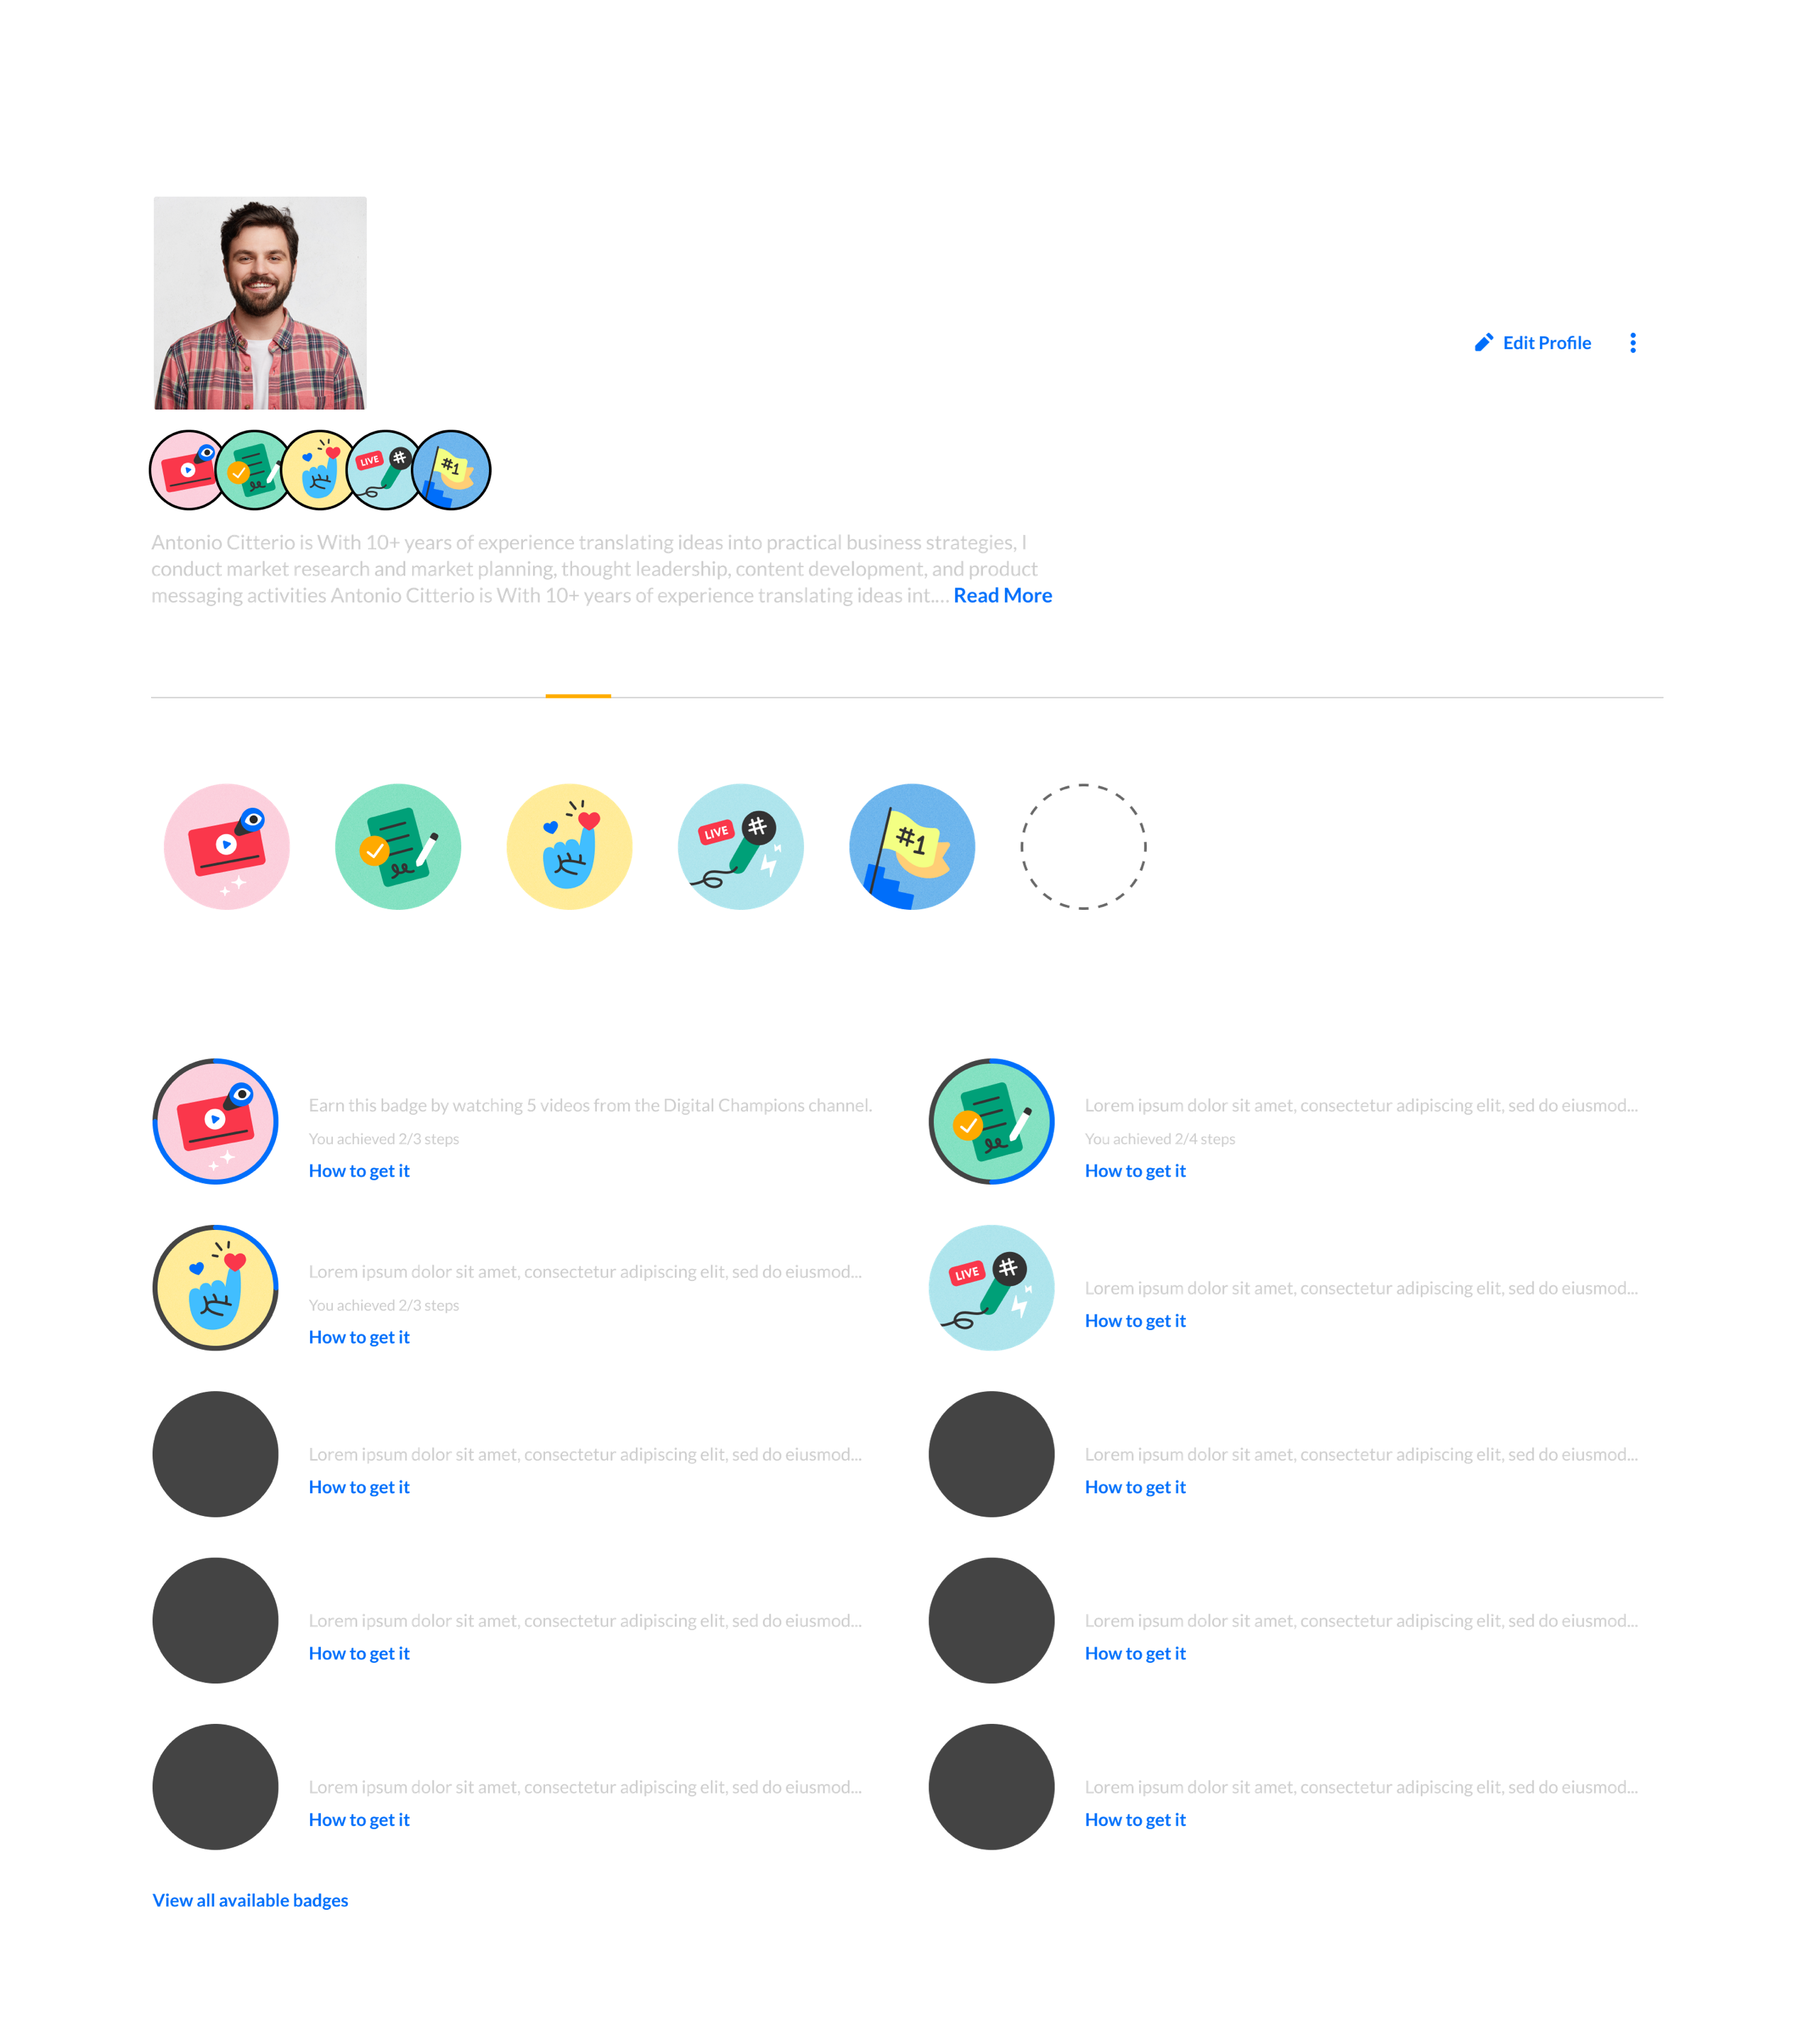 Edit Profile
LIVE #
#1
Antonio Citterio is With 10+ years of experience translating ideas into practical business strategies, I
conduct market research and market planning, thought leadership, content development, and product
messaging activities Antonio Citterio is With 10+ years of experience translating ideas int.... Read More
LIVE #
#1
Earn this badge by watching 5 videos from the Digital Champions channel.
You achieved 2/3 steps
How to get it
Lorem ipsum dolor sit amet, consectetur adipiscing elit, sed do eiusmod...
You achieved 2/4 steps
How to get it
Lorem ipsum dolor sit amet, consectetur adipiscing elit, sed do eiusmod...
You achieved 2/3 steps
How to get it
LIVE #
Lorem ipsum dolor sit amet, consectetur adipiscing elit, sed do eiusmod...
How to get it
Lorem ipsum dolor sit amet, consectetur adipiscing elit, sed do eiusmod...
How to get it
Lorem ipsum dolor sit amet, consectetur adipiscing elit, sed do eiusmod...
How to get it
Lorem ipsum dolor sit amet, consectetur adipiscing elit, sed do eiusmod...
How to get it
Lorem ipsum dolor sit amet, consectetur adipiscing elit, sed do eiusmod...
How to get it
Lorem ipsum dolor sit amet, consectetur adipiscing elit, sed do eiusmod...
How to get it
Lorem ipsum dolor sit amet, consectetur adipiscing elit, sed do eiusmod...
How to get it
View all available badges